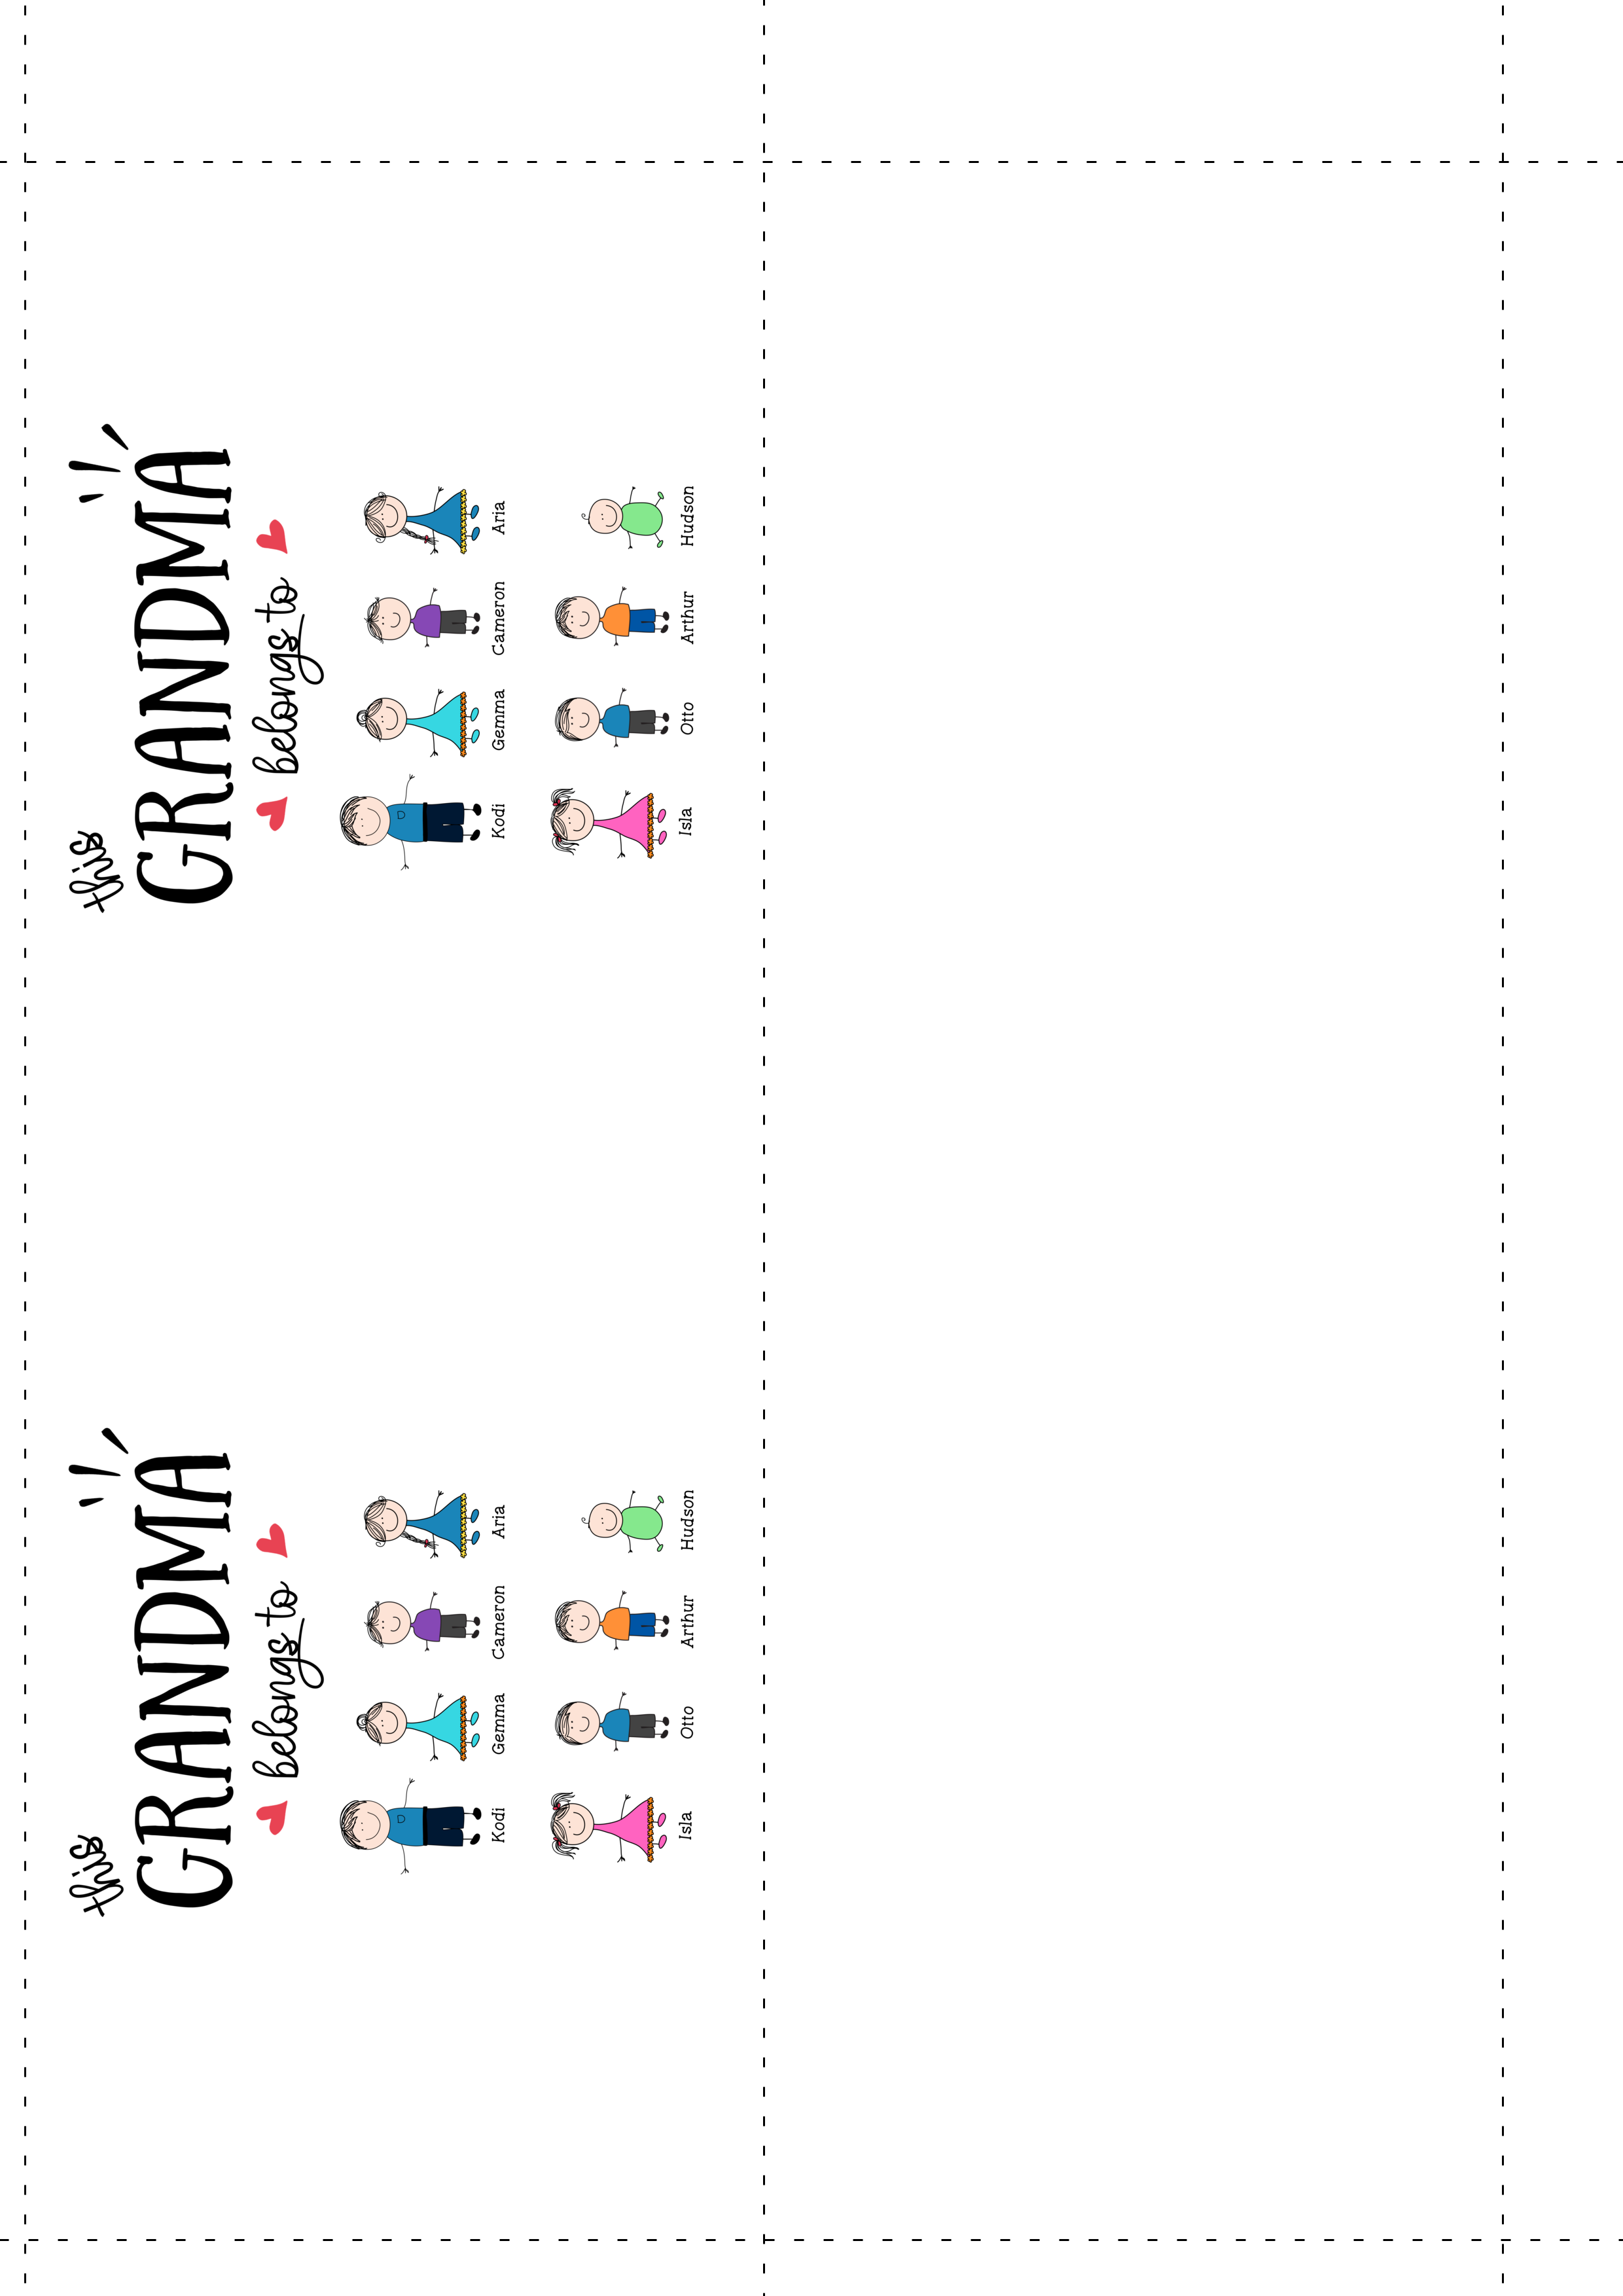 this
GRANDMA
belongs to
Kodi Gemma Cameron Aria
Isla Otto Arthur Hudson
this
GRANDMA
belongs to
Kodi Gemma Cameron Aria
Isla Otto Arthur Hudson